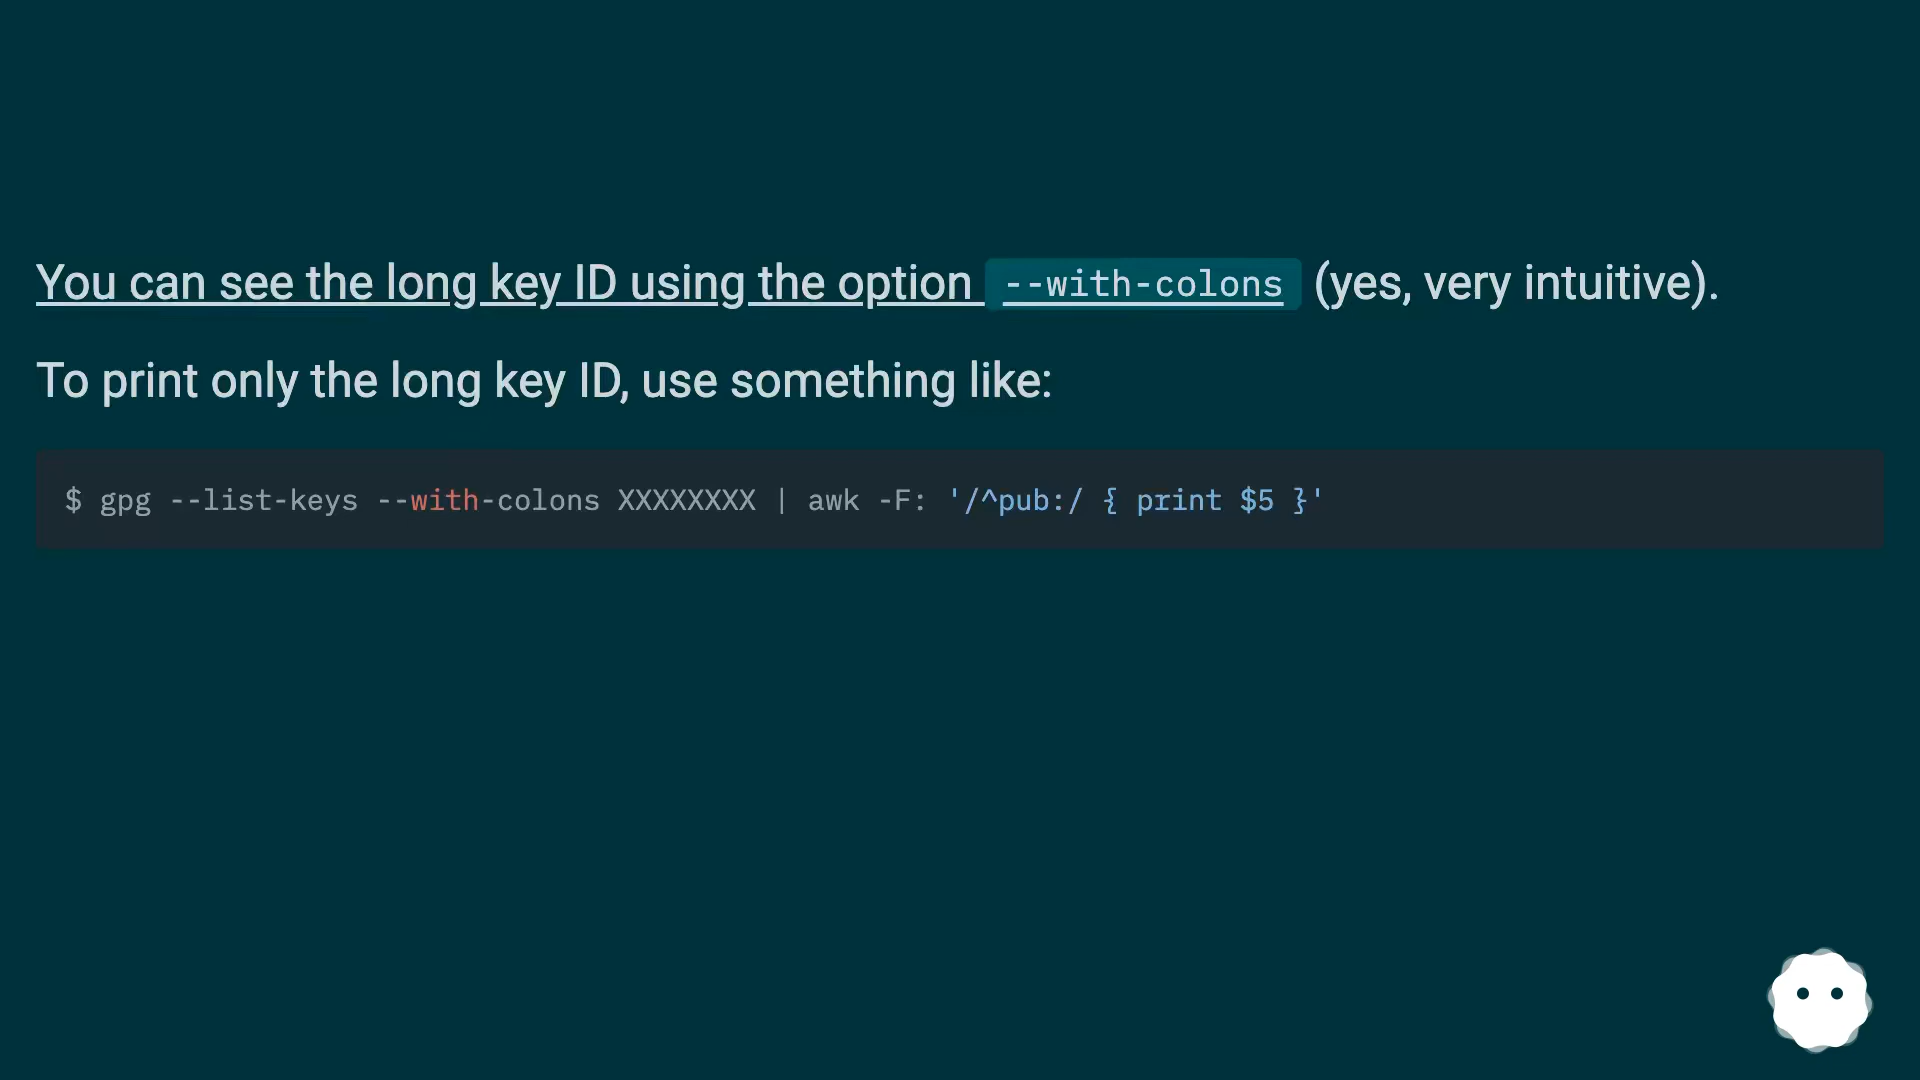 You can see the long key ID using the option --with-colons (yes, very intuitive).
To print only the long key ID, use something like:
$ gpg --list-keys --with-colons XXXXXXXX | awk -F: '/^pub:/ { print $5 }'